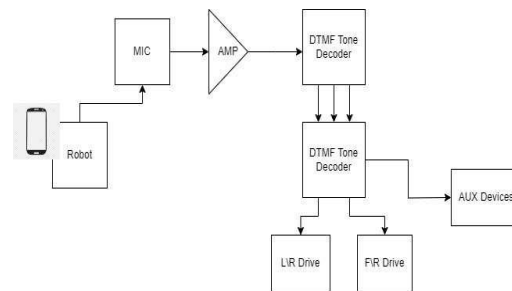 MIC
AMP
DTMF Tone
Decoder
Robot
DTMF Tone
Decoder
AUX Devices
L\R Drive
F\R Drive